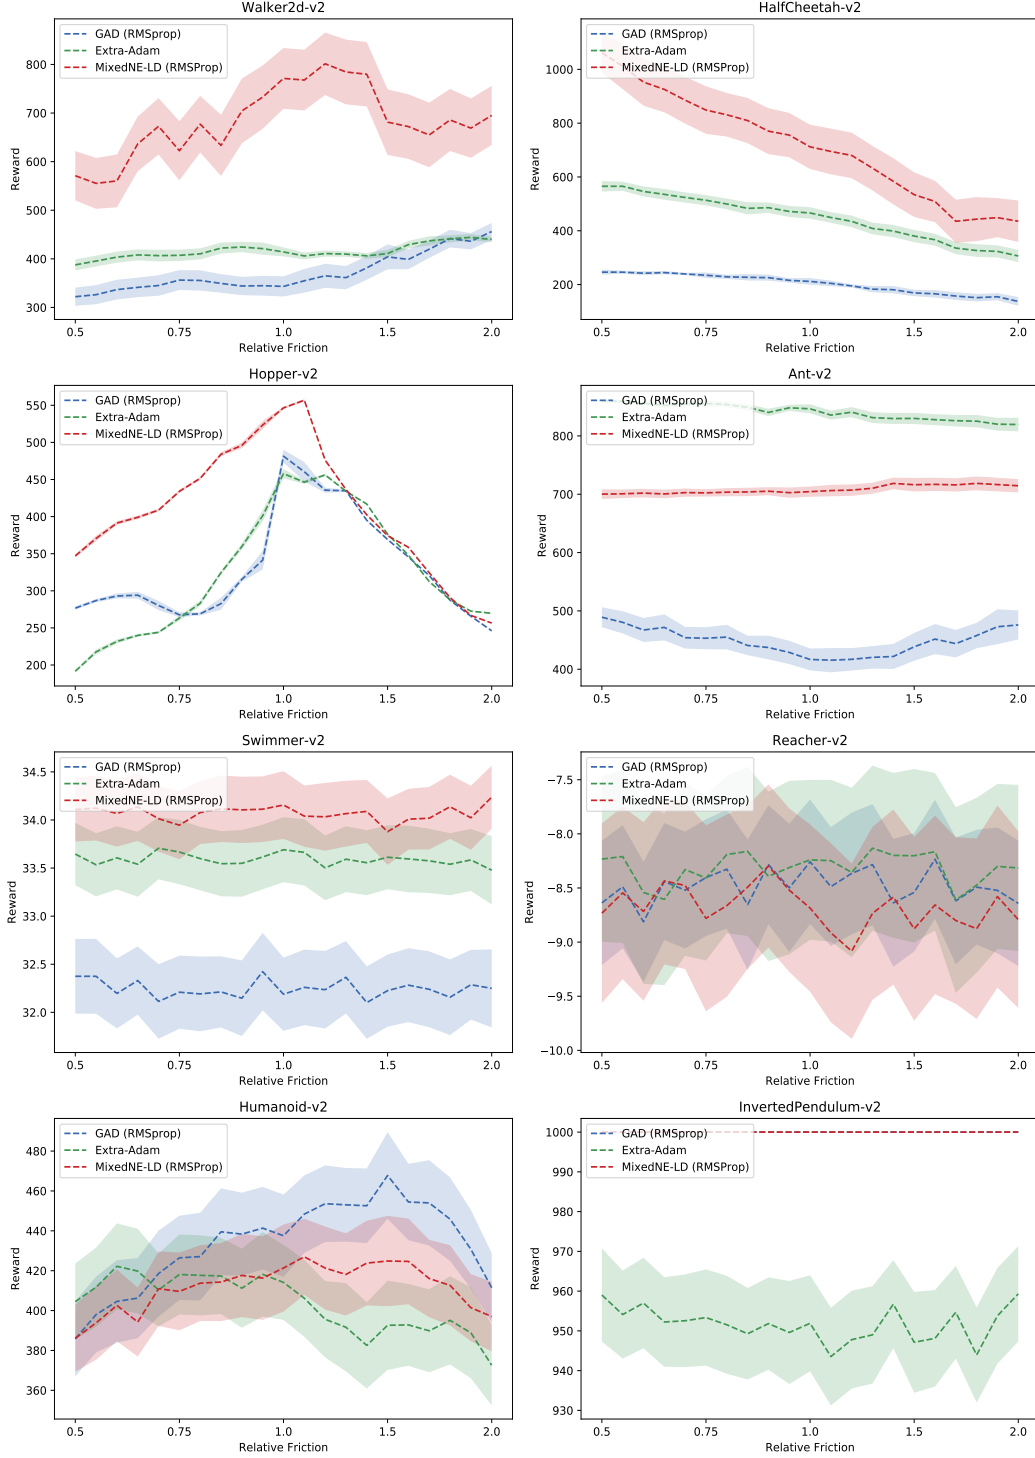 Walker2d-v2
GAD (RMSprop)
Extra-Adam
MixedNE-LD (RMSProp)
Reward
800
700
600
500
400
300
0.5 0.75 1.0 1.5 2.0
Relative Friction
HalfCheetah-v2
GAD (RMSprop)
Extra-Adam
MixedNE-LD (RMSProp)
Reward
1000
800
600
400
200
0.5 0.75 1.0 1.5 2.0
Relative Friction
Hopper-v2
GAD (RMSprop)
Extra-Adam
MixedNE-LD (RMSProp)
Reward
550
500
450
400
350
300
250
200
0.5 0.75 1.0 1.5 2.0
Relative Friction
Ant-v2
GAD (RMSprop)
Extra-Adam
MixedNE-LD (RMSProp)
Reward
800
700
600
500
400
0.5 0.75 1.0 1.5 2.0
Relative Friction
Swimmer-v2
GAD (RMSprop)
Extra-Adam
MixedNE-LD (RMSProp)
Reward
34.5
34.0
33.5
33.0
32.5
32.0
0.5 0.75 1.0 1.5 2.0
Relative Friction
Reacher-v2
GAD (RMSprop)
Extra-Adam
MixedNE-LD (RMSProp)
Reward
−7.5
−8.0
−8.5
−9.0
−9.5
−10.0
0.5 0.75 1.0 1.5 2.0
Relative Friction
Humanoid-v2
GAD (RMSprop)
Extra-Adam
MixedNE-LD (RMSProp)
Reward
480
460
440
420
400
380
360
0.5 0.75 1.0 1.5 2.0
Relative Friction
InvertedPendulum-v2
GAD (RMSprop)
Extra-Adam
MixedNE-LD (RMSProp)
Reward
1000
990
980
970
960
950
940
930
0.5 0.75 1.0 1.5 2.0
Relative Friction